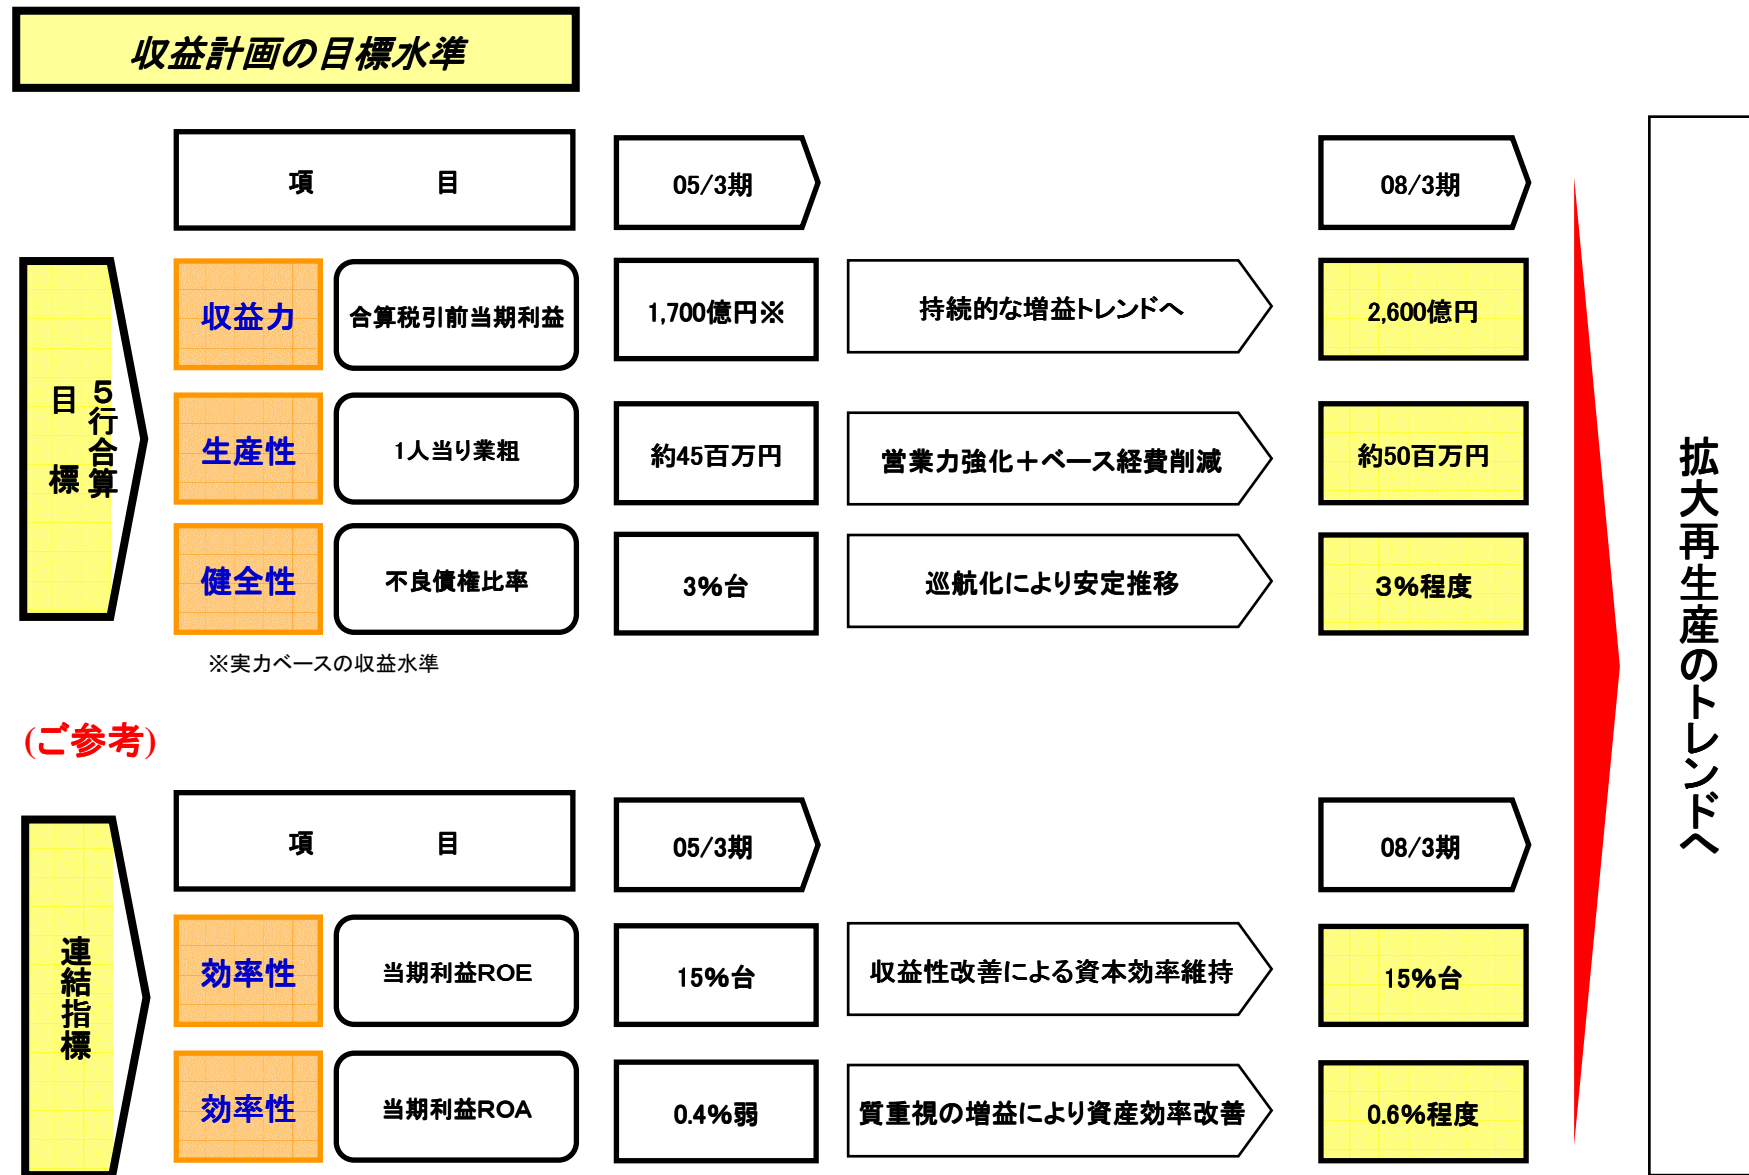 収益計画の目標水準
項　目
05/3期
08/3期
５行合算
目標
収益力
合算税引前当期利益
1,700億円※
持続的な増益トレンドへ
2,600億円
生産性
1人当り業粗
約45百万円
営業力強化＋ベース経費削減
約50百万円
健全性
不良債権比率
3%台
巡航化により安定推移
３%程度
※実力ベースの収益水準
(ご参考)
項　目
05/3期
08/3期
連結指標
効率性
当期利益ROE
15%台
収益性改善による資本効率維持
15%台
効率性
当期利益ROA
0.4%弱
質重視の増益により資産効率改善
0.6%程度
拡大再生産のトレンドへ